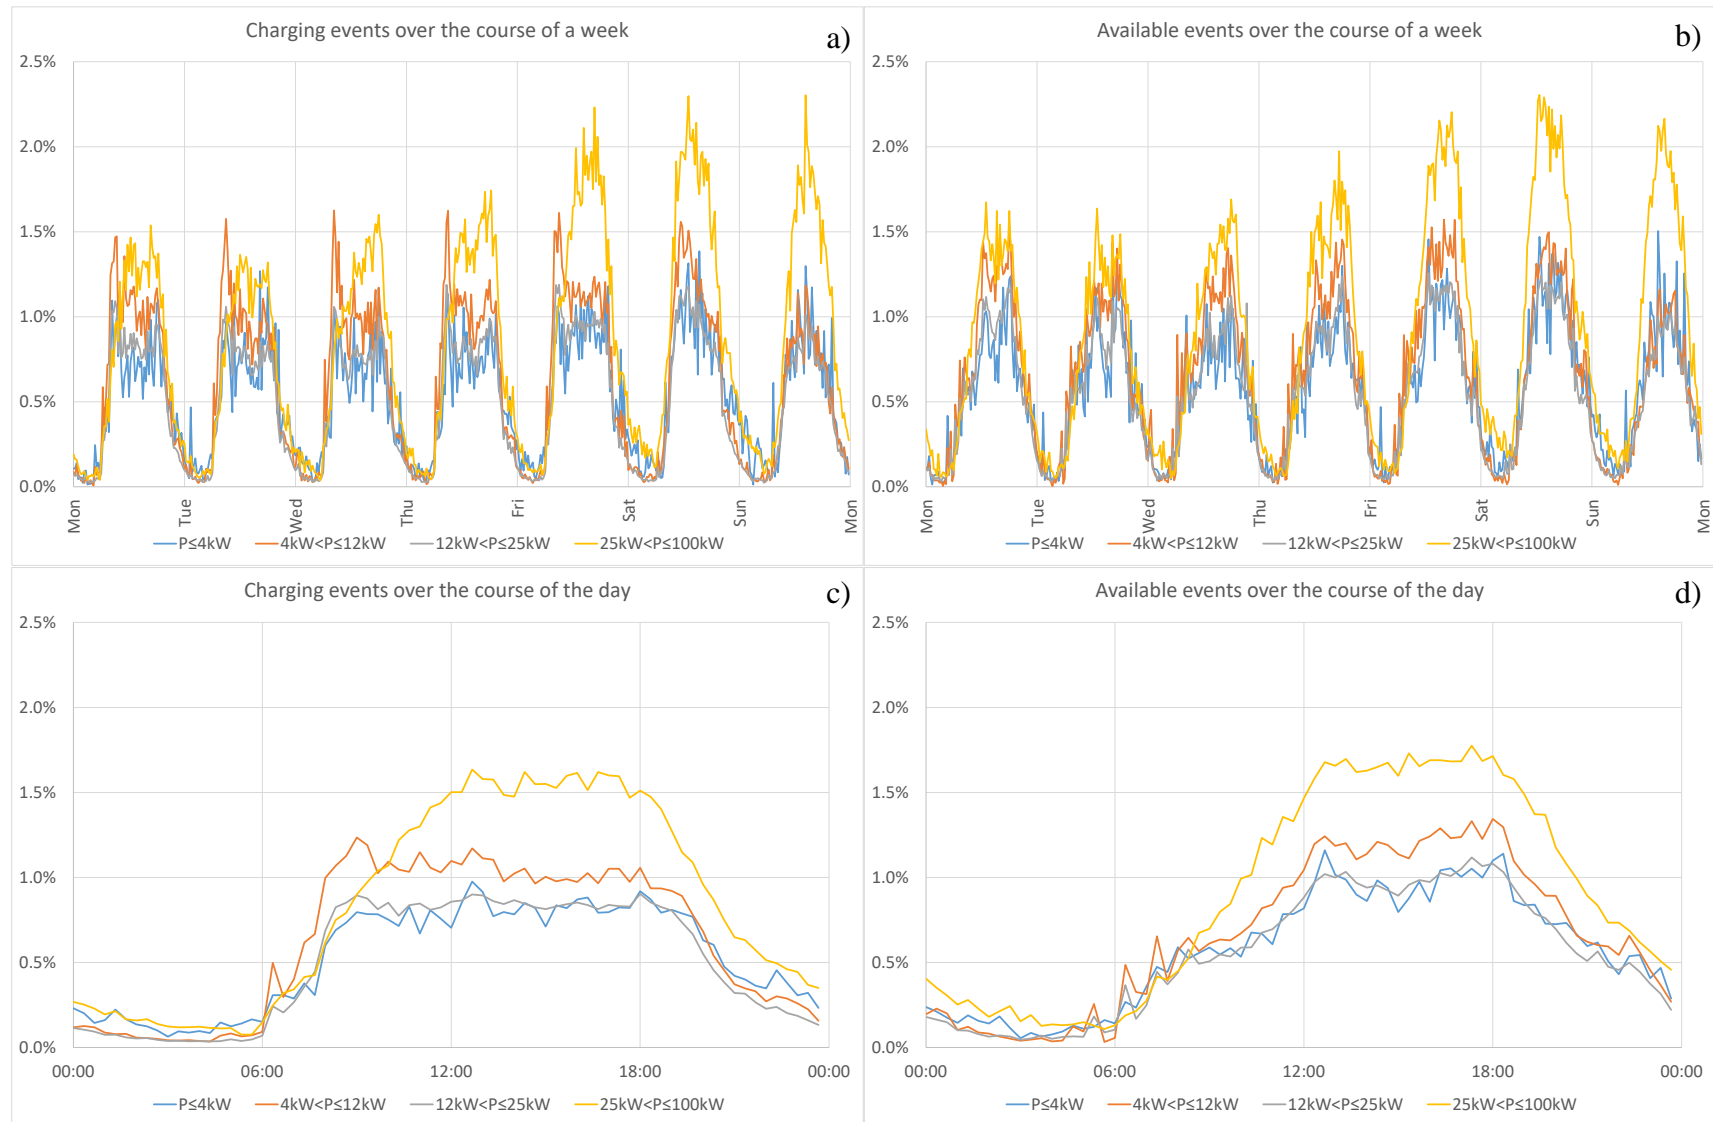 Charging events over the course of a week
a)
2.5%
2.0%
1.5%
1.0%
0.5%
0.0%
Mon Tue Wed Thu Fri Sat Sun Mon
P≤4kW 4kW<P≤12kW 12kW<P≤25kW 25kW<P≤100kW
Available events over the course of a week
b)
2.5%
2.0%
1.5%
1.0%
0.5%
0.0%
Mon Tue Wed Thu Fri Sat Sun Mon
P≤4kW 4kW<P≤12kW 12kW<P≤25kW 25kW<P≤100kW
Charging events over the course of the day
c)
2.5%
2.0%
1.5%
1.0%
0.5%
0.0%
00:00 06:00 12:00 18:00 00:00
P≤4kW 4kW<P≤12kW 12kW<P≤25kW 25kW<P≤100kW
Available events over the course of the day
d)
2.5%
2.0%
1.5%
1.0%
0.5%
0.0%
00:00 06:00 12:00 18:00 00:00
P≤4kW 4kW<P≤12kW 12kW<P≤25kW 25kW<P≤100kW